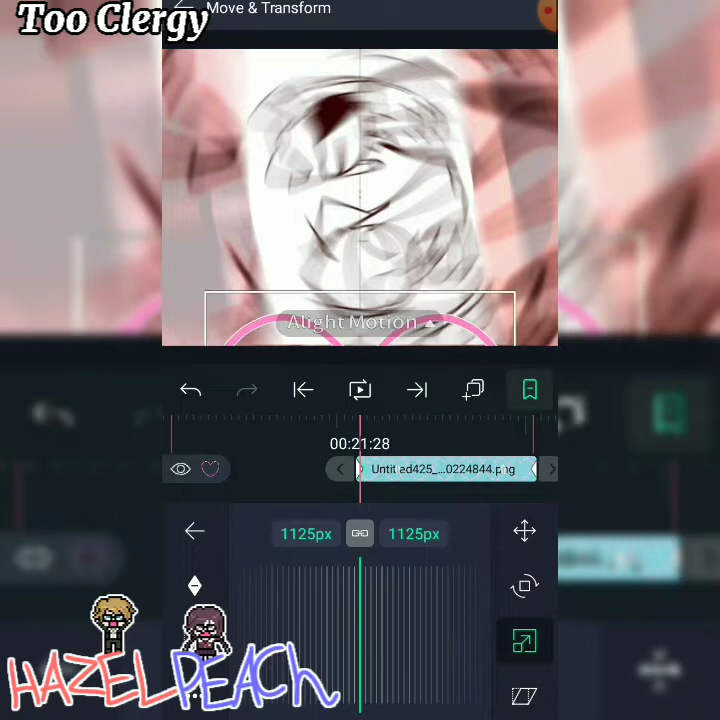 Too Clergy
Move & Transform
Alight Motion
00:21:28
Untitled425_...0224844.png
1125px
1125px
HAZELPEACh